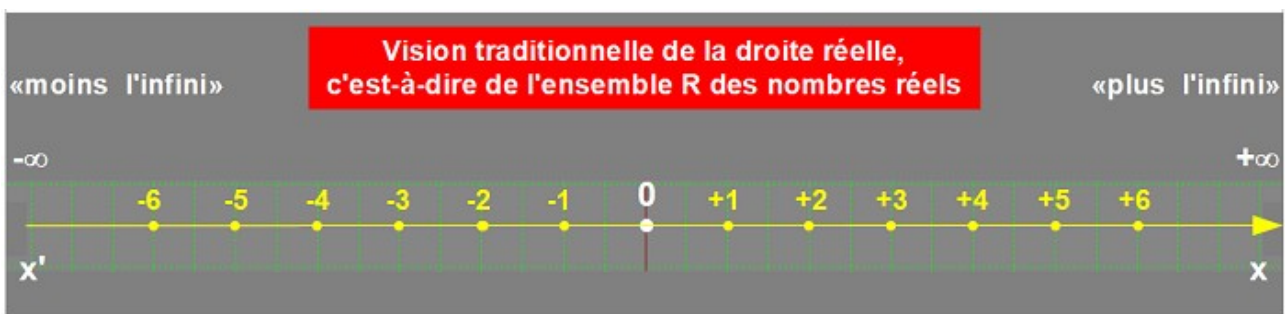 Vision traditionnelle de la droite réelle,
c'est-à-dire de l'ensemble R des nombres réels
«moins l'infini» «plus l'infini»
-∞ +∞
-6 -5 -4 -3 -2 -1 0 +1 +2 +3 +4 +5 +6
x' x